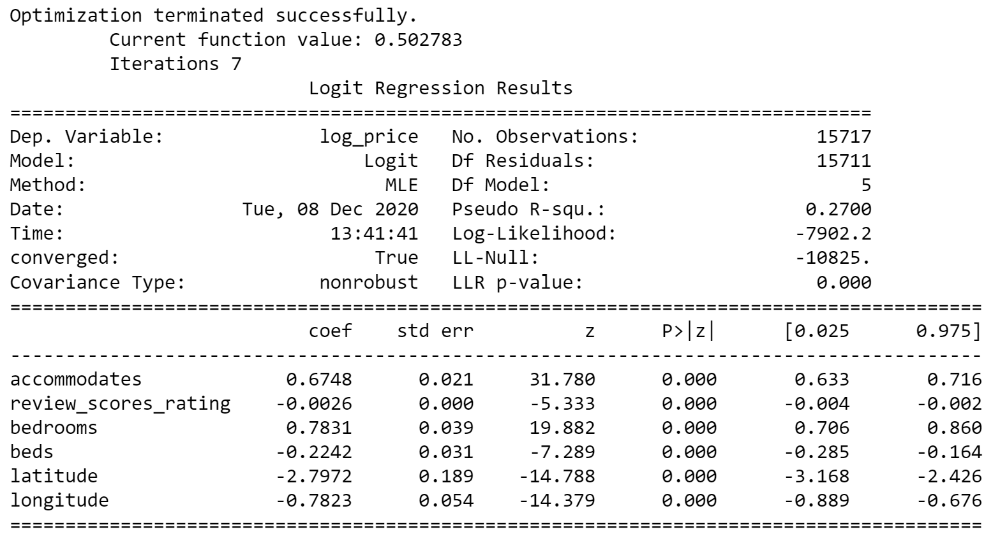 Optimization terminated successfully.
         Current function value: 0.502783
         Iterations 7
                           Logit Regression Results
==============================================================================
Dep. Variable:              log_price   No. Observations:                15717
Model:                          Logit   Df Residuals:                    15711
Method:                           MLE   Df Model:                            5
Date:                Tue, 08 Dec 2020   Pseudo R-squ.:                  0.2700
Time:                        13:41:41   Log-Likelihood:                -7902.2
converged:                       True   LL-Null:                       -10825.
Covariance Type:            nonrobust   LLR p-value:                     0.000
========================================================================================
                           coef    std err          z      P>|z|      [0.025      0.975]
----------------------------------------------------------------------------------------
accommodates             0.6748      0.021     31.780      0.000       0.633       0.716
review_scores_rating    -0.0026      0.000     -5.333      0.000      -0.004      -0.002
bedrooms                 0.7831      0.039     19.882      0.000       0.706       0.860
beds                    -0.2242      0.031     -7.289      0.000      -0.285      -0.164
latitude                -2.7972      0.189    -14.788      0.000      -3.168      -2.426
longitude               -0.7823      0.054    -14.379      0.000      -0.889      -0.676
========================================================================================